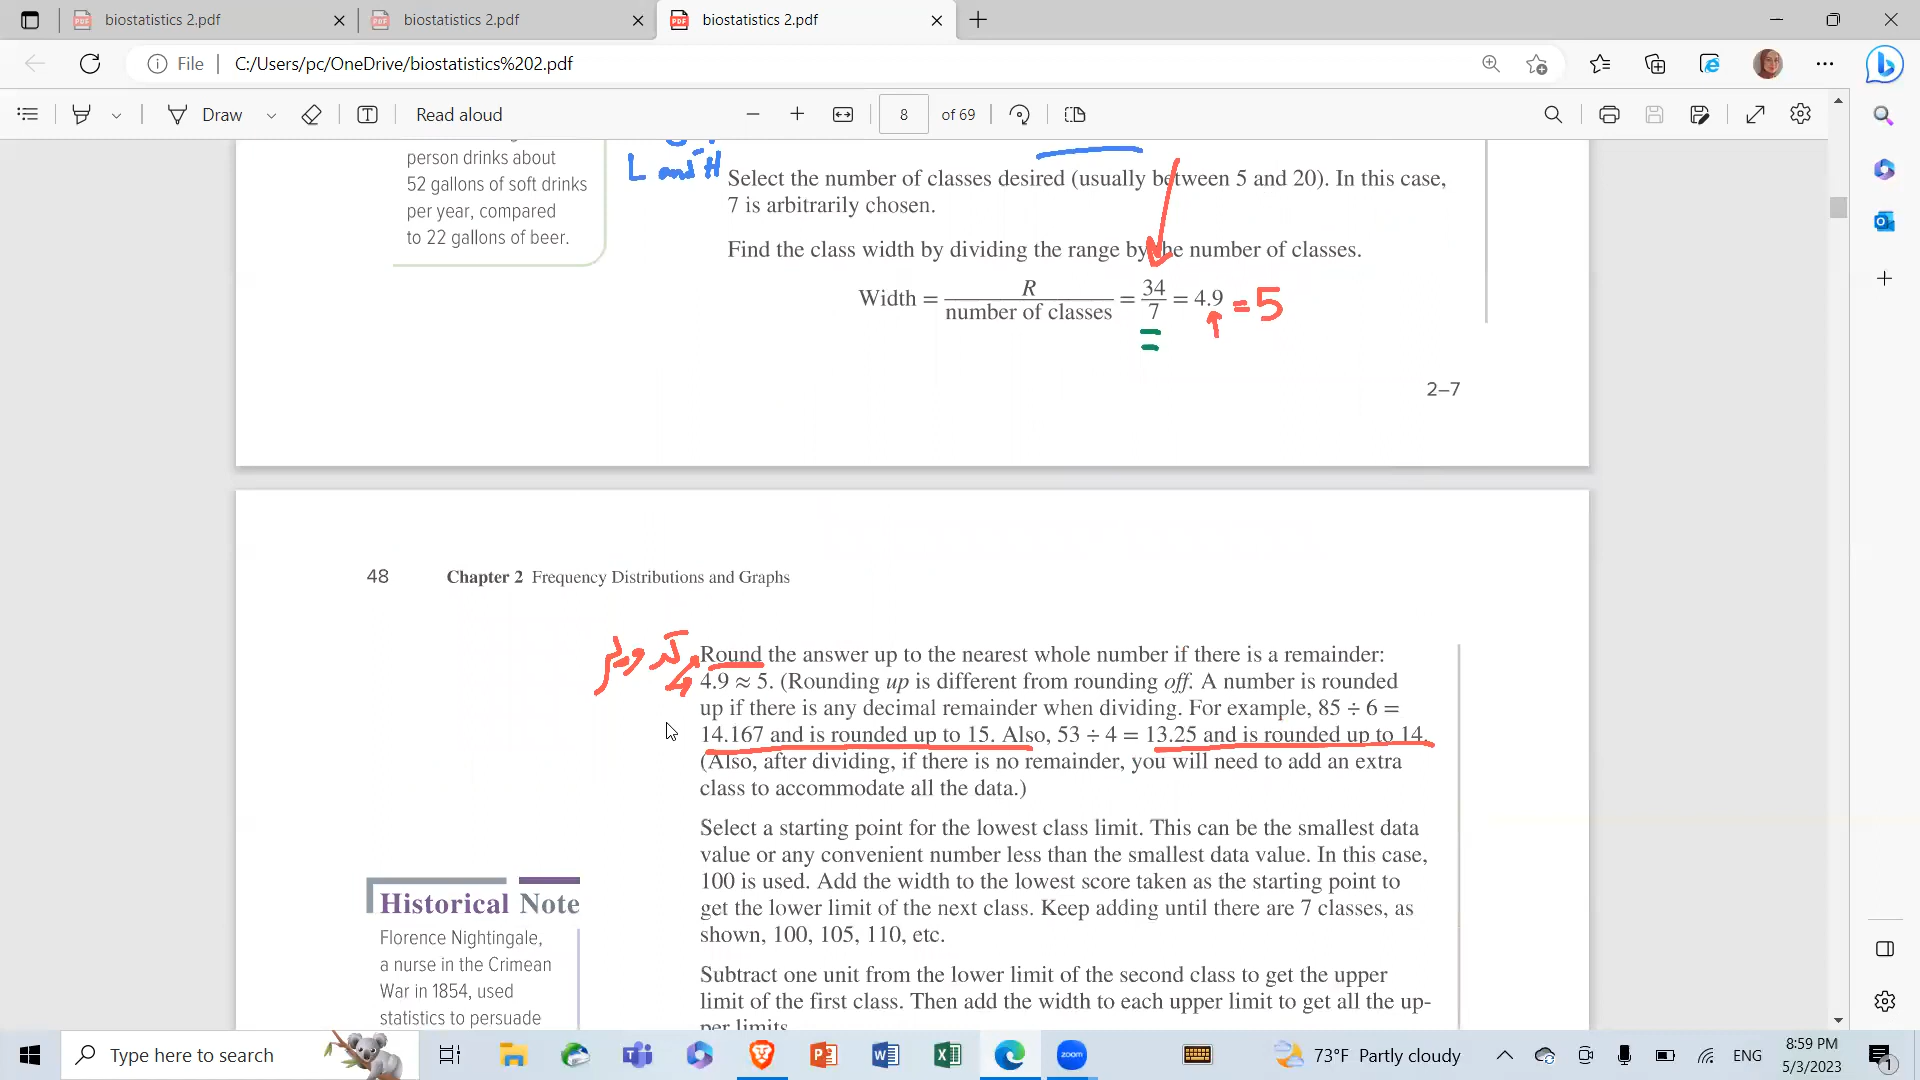 biostatistics 2.pdf
biostatistics 2.pdf
biostatistics 2.pdf
File
C:/Users/pc/OneDrive/biostatistics%202.pdf
Draw
Read aloud
8
of 69
person drinks about
52 gallons of soft drinks
per year, compared
to 22 gallons of beer.
L and H
Select the number of classes desired (usually between 5 and 20). In this case,
7 is arbitrarily chosen.
Find the class width by dividing the range by the number of classes.
Width = R / number of classes = 34 / 7 = 4.9 = 5
2–7
48
Chapter 2 Frequency Distributions and Graphs
Round the answer up to the nearest whole number if there is a remainder:
4.9 ≈ 5. (Rounding up is different from rounding off. A number is rounded
up if there is any decimal remainder when dividing. For example, 85 ÷ 6 =
14.167 and is rounded up to 15. Also, 53 ÷ 4 = 13.25 and is rounded up to 14.
(Also, after dividing, if there is no remainder, you will need to add an extra
class to accommodate all the data.)
Select a starting point for the lowest class limit. This can be the smallest data
value or any convenient number less than the smallest data value. In this case,
100 is used. Add the width to the lowest score taken as the starting point to
get the lower limit of the next class. Keep adding until there are 7 classes, as
shown, 100, 105, 110, etc.
Subtract one unit from the lower limit of the second class to get the upper
limit of the first class. Then add the width to each upper limit to get all the up-
per limits.
Historical Note
Florence Nightingale,
a nurse in the Crimean
War in 1854, used
statistics to persuade
Type here to search
zoom
73°F Partly cloudy
ENG
8:59 PM
5/3/2023
1